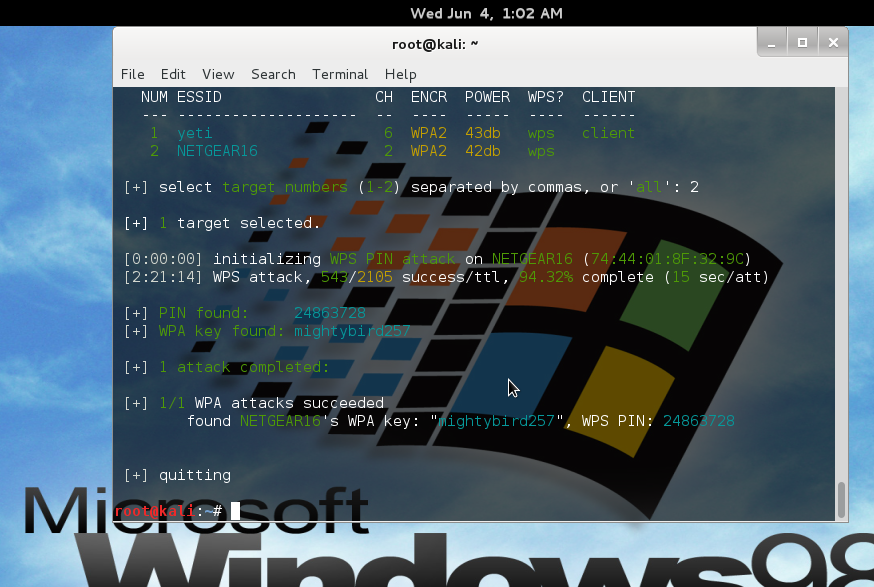 Wed Jun 4, 1:02 AM
root@kali: ~
File Edit View Search Terminal Help
NUM ESSID CH ENCR POWER WPS? CLIENT
--- -------------------- -- ---- ----- ---- ------
1 yeti 6 WPA2 43db wps client
2 NETGEAR16 2 WPA2 42db wps
[+] select target numbers (1-2) separated by commas, or 'all': 2
[+] 1 target selected.
[0:00:00] initializing WPS PIN attack on NETGEAR16 (74:44:01:8F:32:9C)
[2:21:14] WPS attack, 543/2105 success/ttl, 94.32% complete (15 sec/att)
[+] PIN found: 24863728
[+] WPA key found: mightybird257
[+] 1 attack completed:
[+] 1/1 WPA attacks succeeded
found NETGEAR16's WPA key: "mightybird257", WPS PIN: 24863728
[+] quitting
root@kali:~#
Microsoft
Windows98